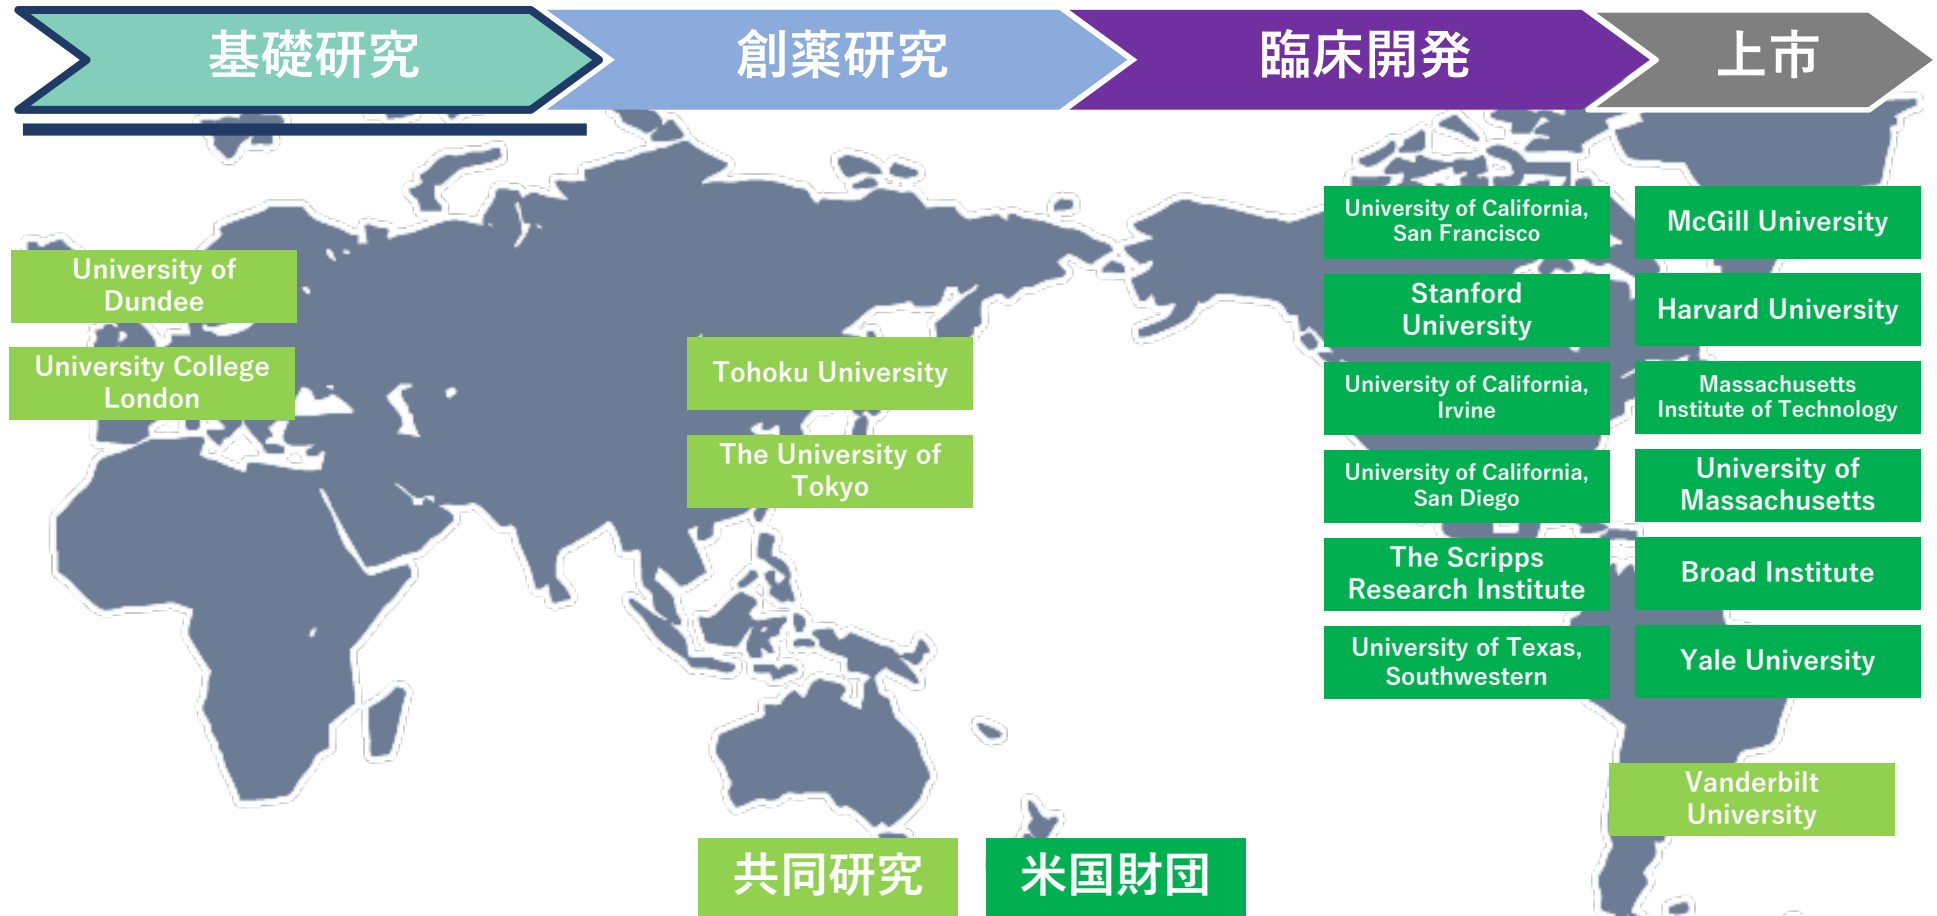 基礎研究
創薬研究
臨床開発
上市
University of
Dundee
University College
London
Tohoku University
The University of
Tokyo
University of California,
San Francisco
Stanford
University
University of California,
Irvine
University of California,
San Diego
The Scripps
Research Institute
University of Texas,
Southwestern
McGill University
Harvard University
Massachusetts
Institute of Technology
University of
Massachusetts
Broad Institute
Yale University
Vanderbilt
University
共同研究
米国財団